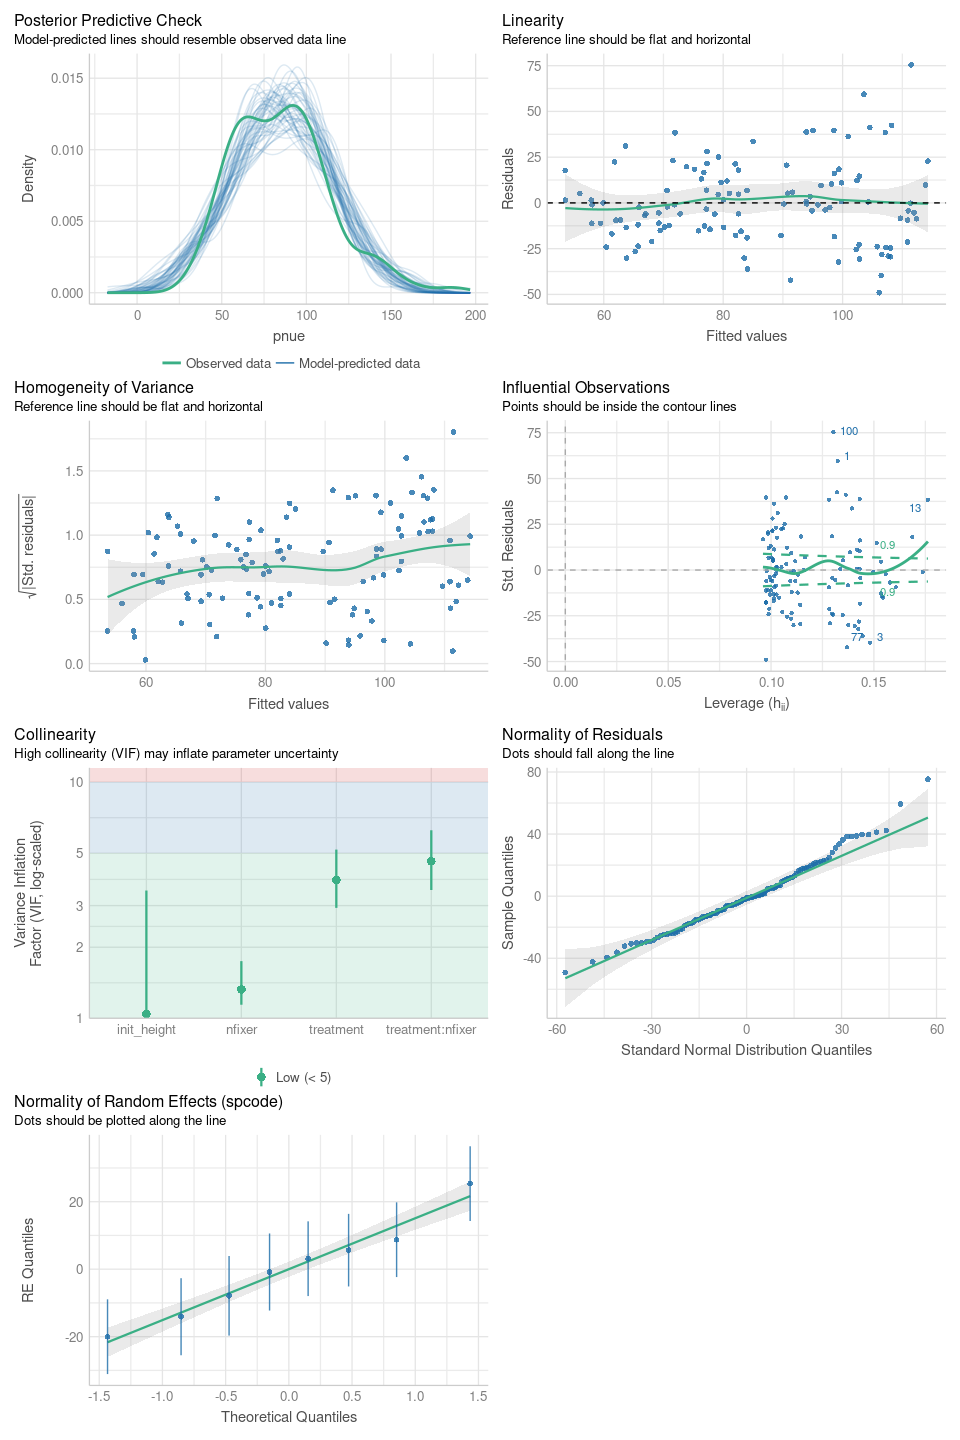 Posterior Predictive Check
Model-predicted lines should resemble observed data line
0.015
0.010
0.005
0.000
Density
0
50
100
150
200
pnue
Observed data
Model-predicted data
Linearity
Reference line should be flat and horizontal
75
50
25
0
-25
-50
Residuals
60
80
100
Fitted values
Homogeneity of Variance
Reference line should be flat and horizontal
1.5
1.0
0.5
0.0
√|Std. residuals|
60
80
100
Fitted values
Influential Observations
Points should be inside the contour lines
75
50
25
0
-25
-50
Std. Residuals
100
1
13
0.9
0.9
77
3
0.00
0.05
0.10
0.15
Leverage (hii)
Collinearity
High collinearity (VIF) may inflate parameter uncertainty
10
5
3
2
1
Variance Inflation
Factor (VIF, log-scaled)
init_height
nfixer
treatment
treatment:nfixer
Low (< 5)
Normality of Residuals
Dots should fall along the line
80
40
0
-40
Sample Quantiles
-60
-30
0
30
60
Standard Normal Distribution Quantiles
Normality of Random Effects (spcode)
Dots should be plotted along the line
20
0
-20
RE Quantiles
-1.5
-1.0
-0.5
0.0
0.5
1.0
1.5
Theoretical Quantiles